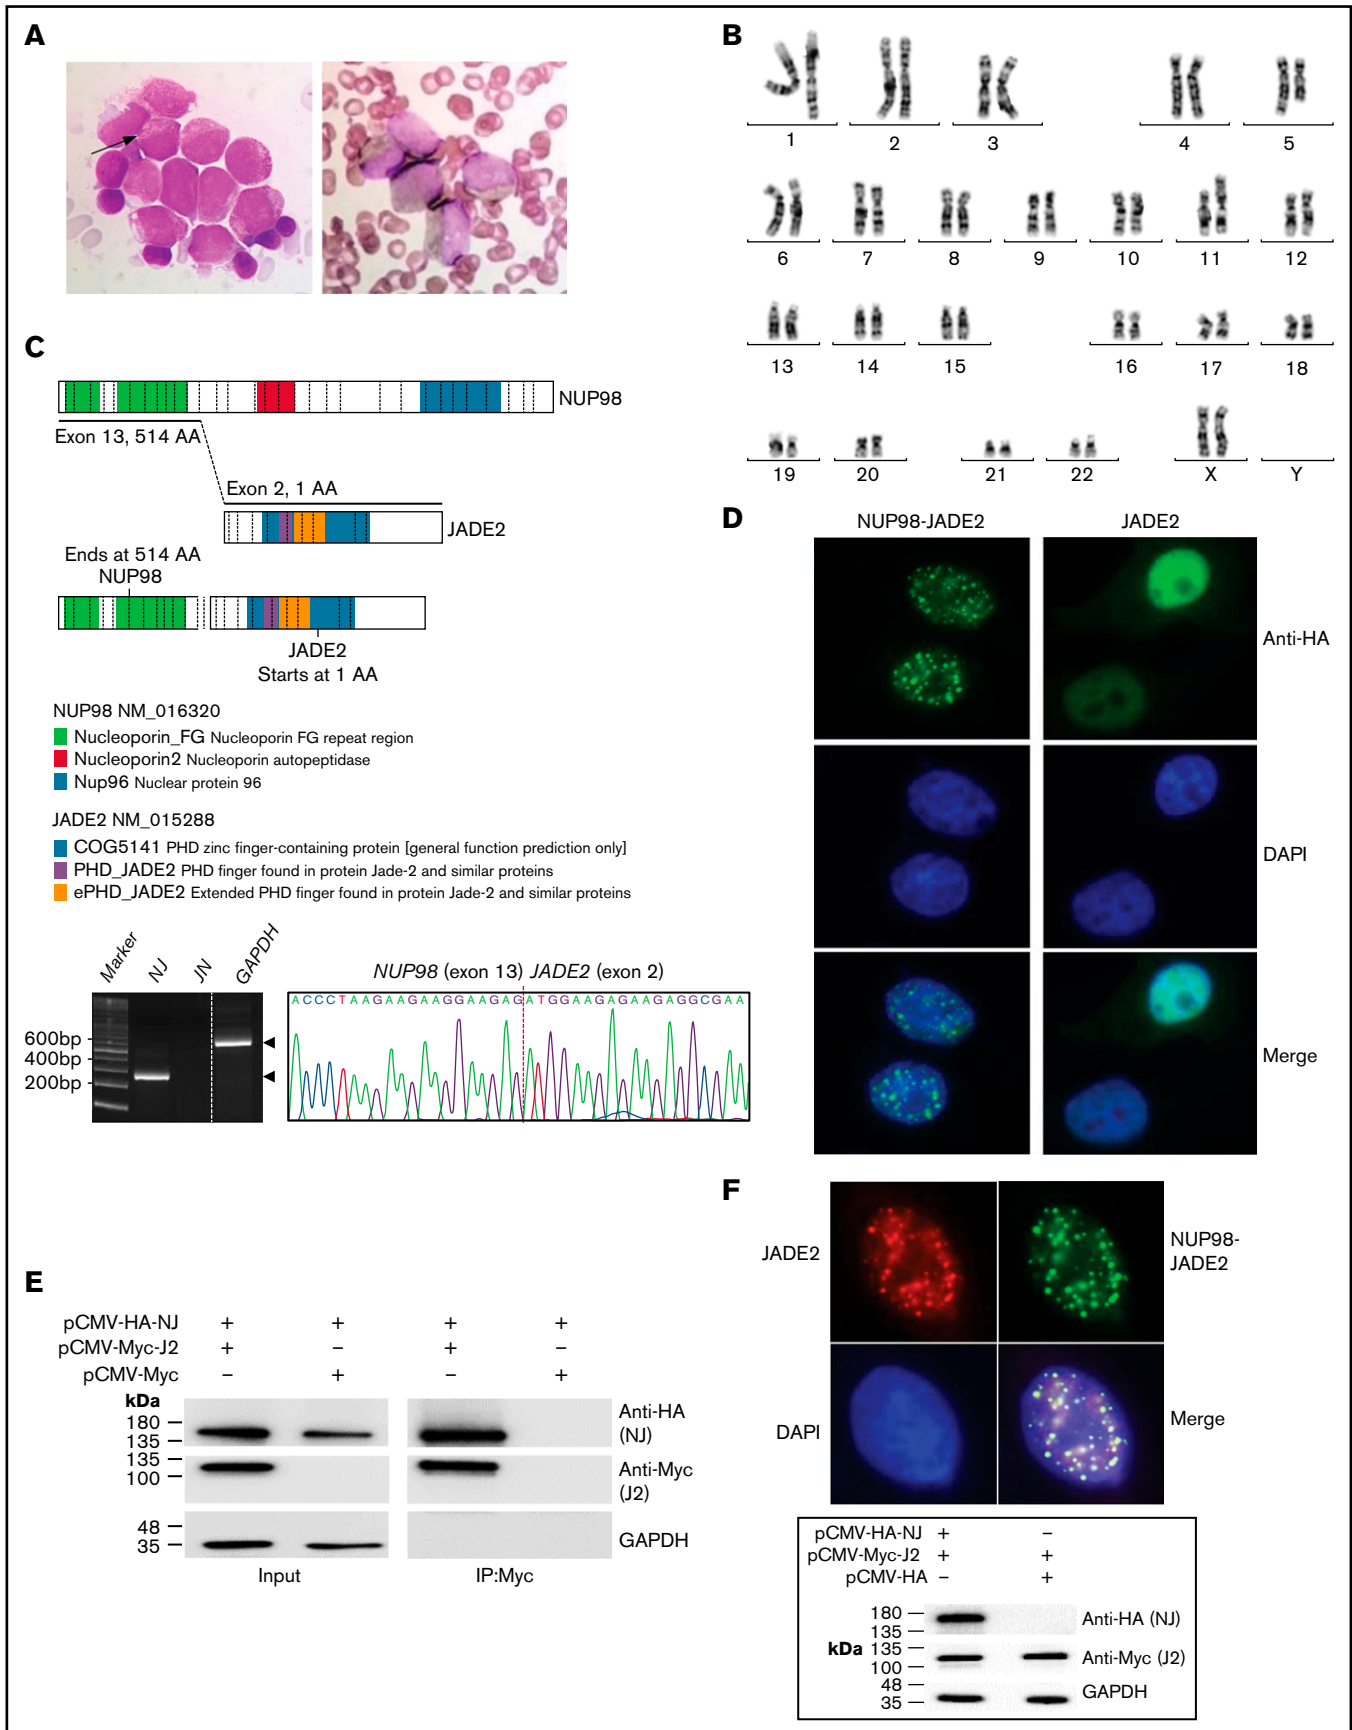 A
B
1 2 3 4 5
6 7 8 9 10 11 12
13 14 15 16 17 18
19 20 21 22 X Y
C
NUP98
Exon 13, 514 AA
Exon 2, 1 AA
JADE2
Ends at 514 AA
NUP98
JADE2
Starts at 1 AA
NUP98 NM_016320
Nucleoporin_FG Nucleoporin FG repeat region
Nucleoporin2 Nucleoporin autopeptidase
Nup96 Nuclear protein 96
JADE2 NM_015288
COG5141 PHD zinc finger-containing protein [general function prediction only]
PHD_JADE2 PHD finger found in protein Jade-2 and similar proteins
ePHD_JADE2 Extended PHD finger found in protein Jade-2 and similar proteins
Marker NJ JN GAPDH
600bp
400bp
200bp
NUP98 (exon 13) JADE2 (exon 2)
ACCCTAAGAAGAAGGAAGAGATGGAAGAGAAGAGGCGAA
D
NUP98-JADE2 JADE2
Anti-HA
DAPI
Merge
E
pCMV-HA-NJ + + + +
pCMV-Myc-J2 + – + –
pCMV-Myc – + – +
kDa
180
135
Anti-HA
(NJ)
135
100
Anti-Myc
(J2)
48
35
GAPDH
Input IP:Myc
F
JADE2
NUP98-
JADE2
DAPI
Merge
pCMV-HA-NJ + –
pCMV-Myc-J2 + +
pCMV-HA – +
180
135
Anti-HA (NJ)
kDa
135
100
Anti-Myc (J2)
48
35
GAPDH